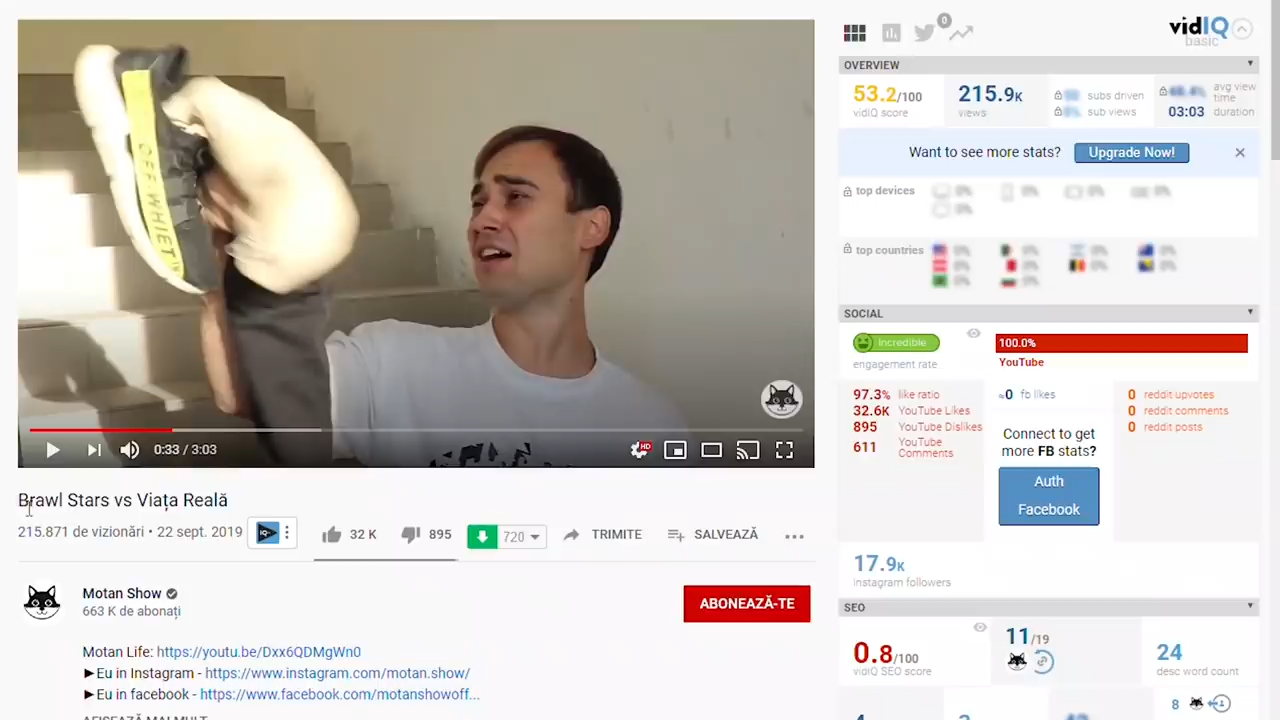 OFF-WHITE
0:33 / 3:03
HD
Brawl Stars vs Viața Reală
215.871 de vizionări • 22 sept. 2019
32 K
895
720
TRIMITE
SALVEAZĂ
Motan Show
663 K de abonați
ABONEAZĂ-TE
Motan Life: https://youtu.be/Dxx6QDMgWn0
►Eu in Instagram - https://www.instagram.com/motan.show/
►Eu in facebook - https://www.facebook.com/motanshowoff...
AFIȘEAZĂ MAI MULT
0
vidIQ
basic
OVERVIEW
53.2/100
vidIQ score
215.9K
views
subs driven
sub views
avg view
time
03:03 duration
Want to see more stats? Upgrade Now!
top devices
top countries
SOCIAL
incredible
engagement rate
100.0%
YouTube
97.3% like ratio
32.6K YouTube Likes
895 YouTube Dislikes
611 YouTube
Comments
≈0 fb likes
Connect to get
more FB stats?
Auth
Facebook
0 reddit upvotes
0 reddit comments
0 reddit posts
17.9K
instagram followers
SEO
0.8/100
vidIQ SEO score
11/19
24
desc word count
8